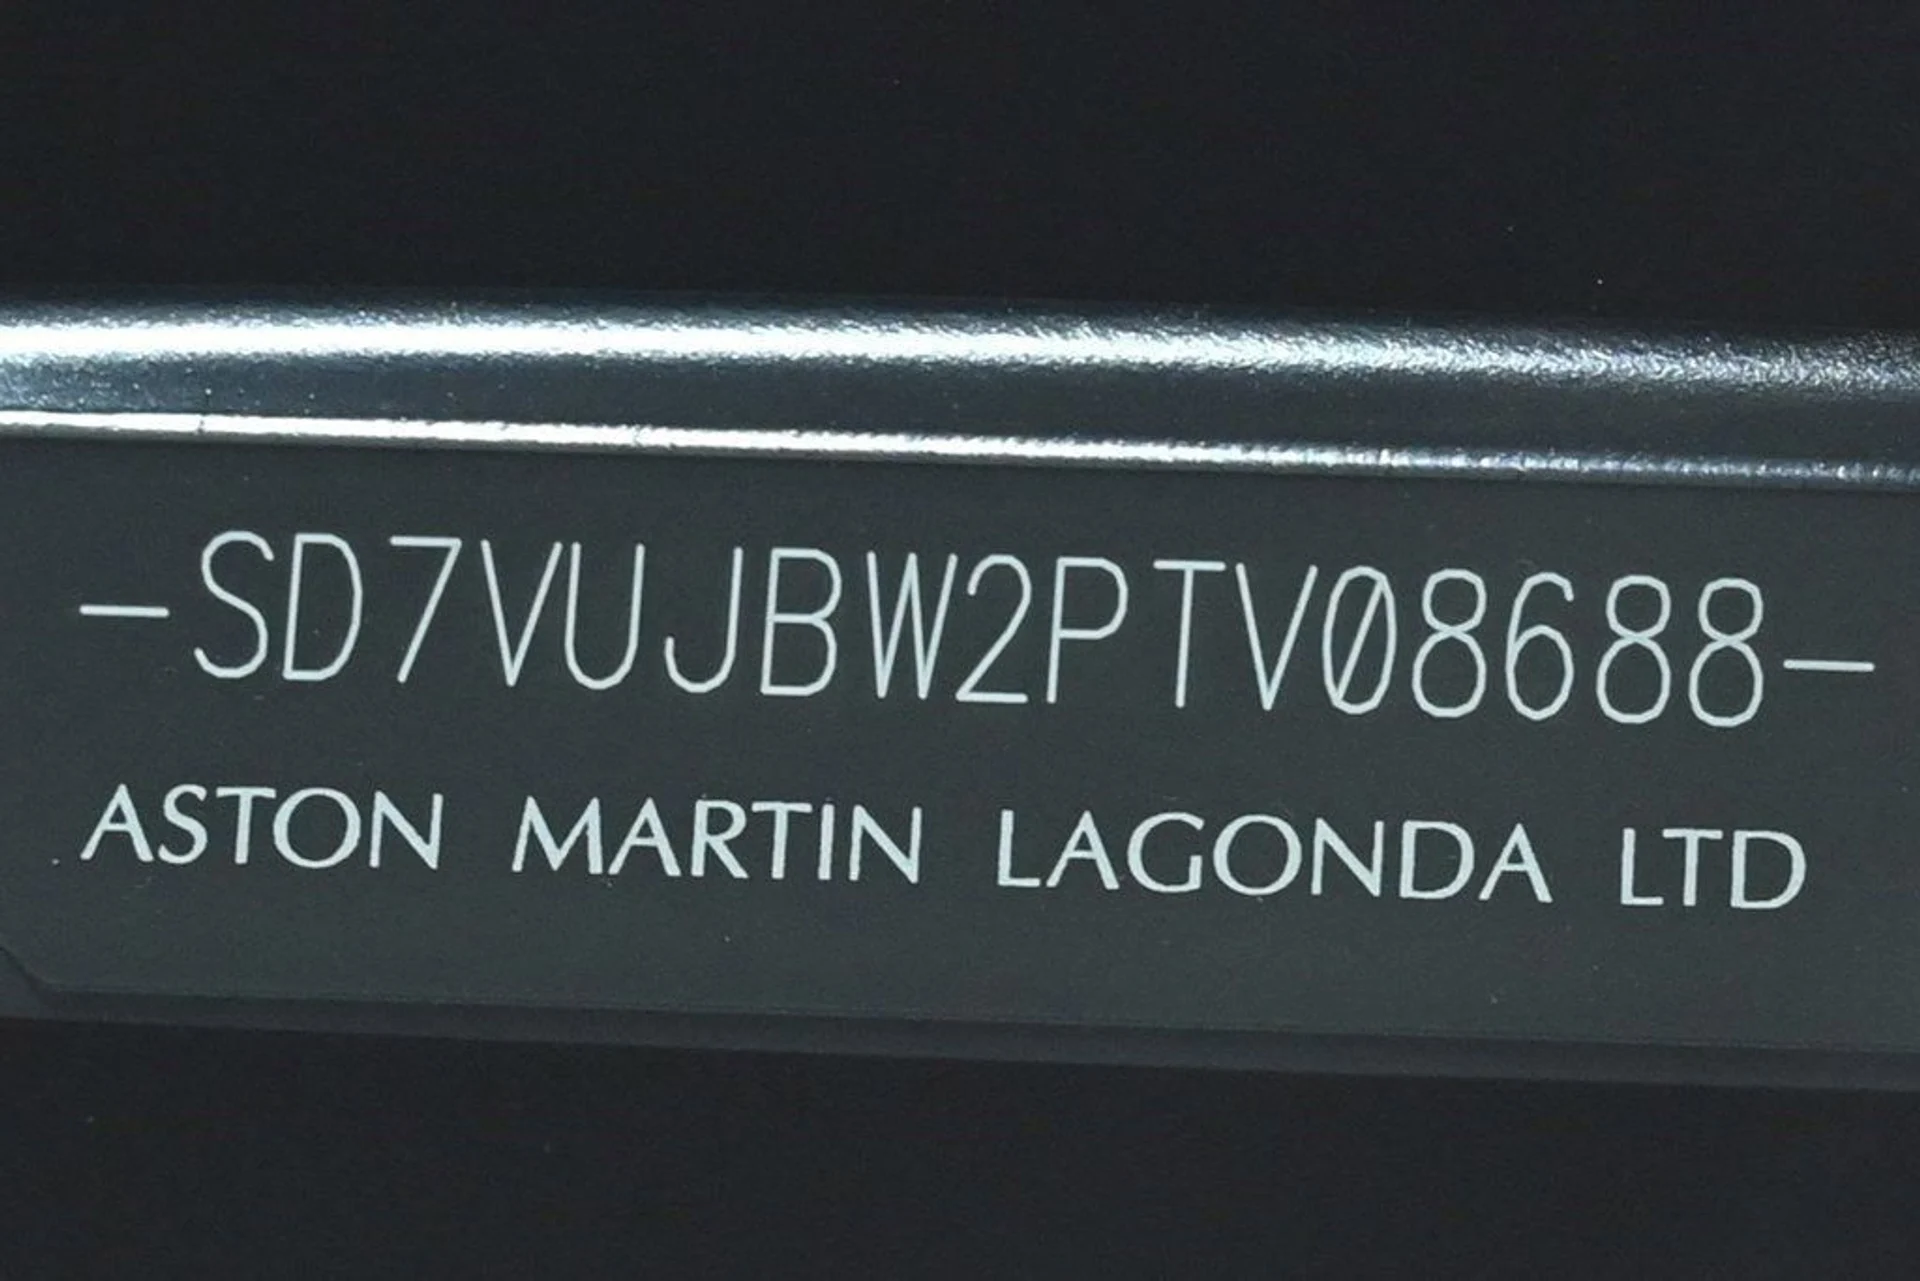 -SD7VUJBW2PTV08688-
ASTON MARTIN LAGONDA LTD